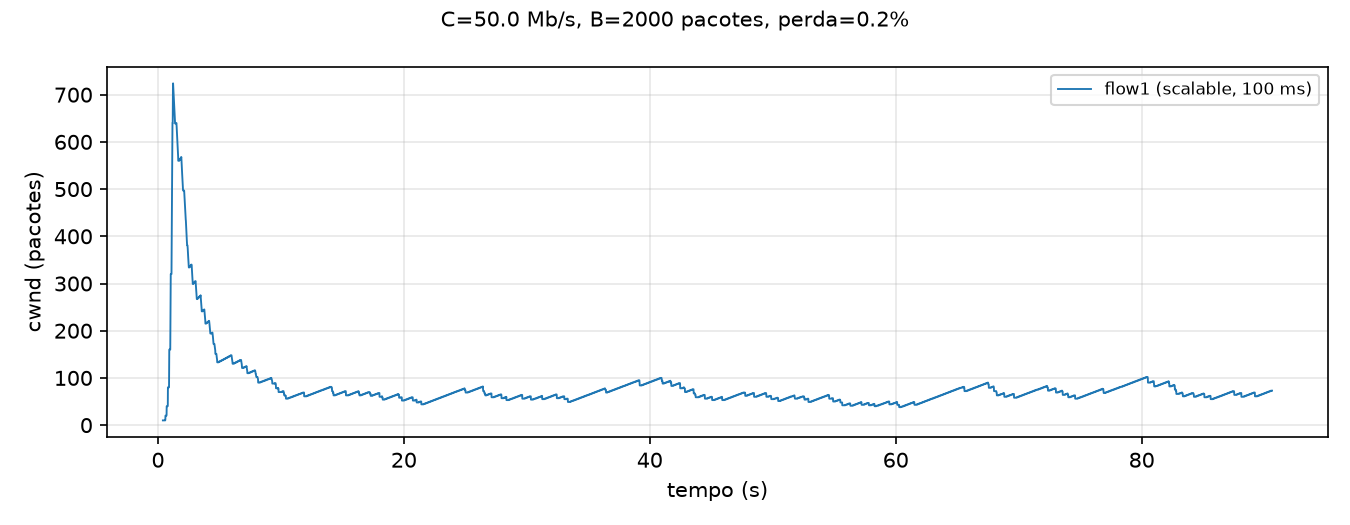 C=50.0 Mb/s, B=2000 pacotes, perda=0.2%
flow1 (scalable, 100 ms)
cwnd (pacotes)
700
600
500
400
300
200
100
0
0 20 40 60 80
tempo (s)